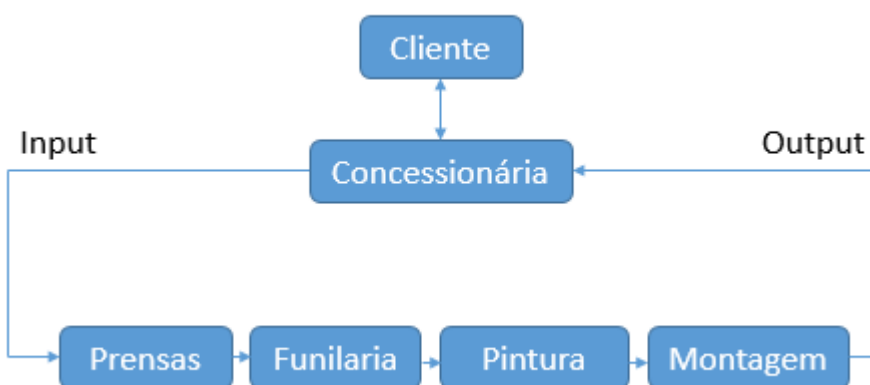 Cliente
Input
Output
Concessionária
Prensas
Funilaria
Pintura
Montagem